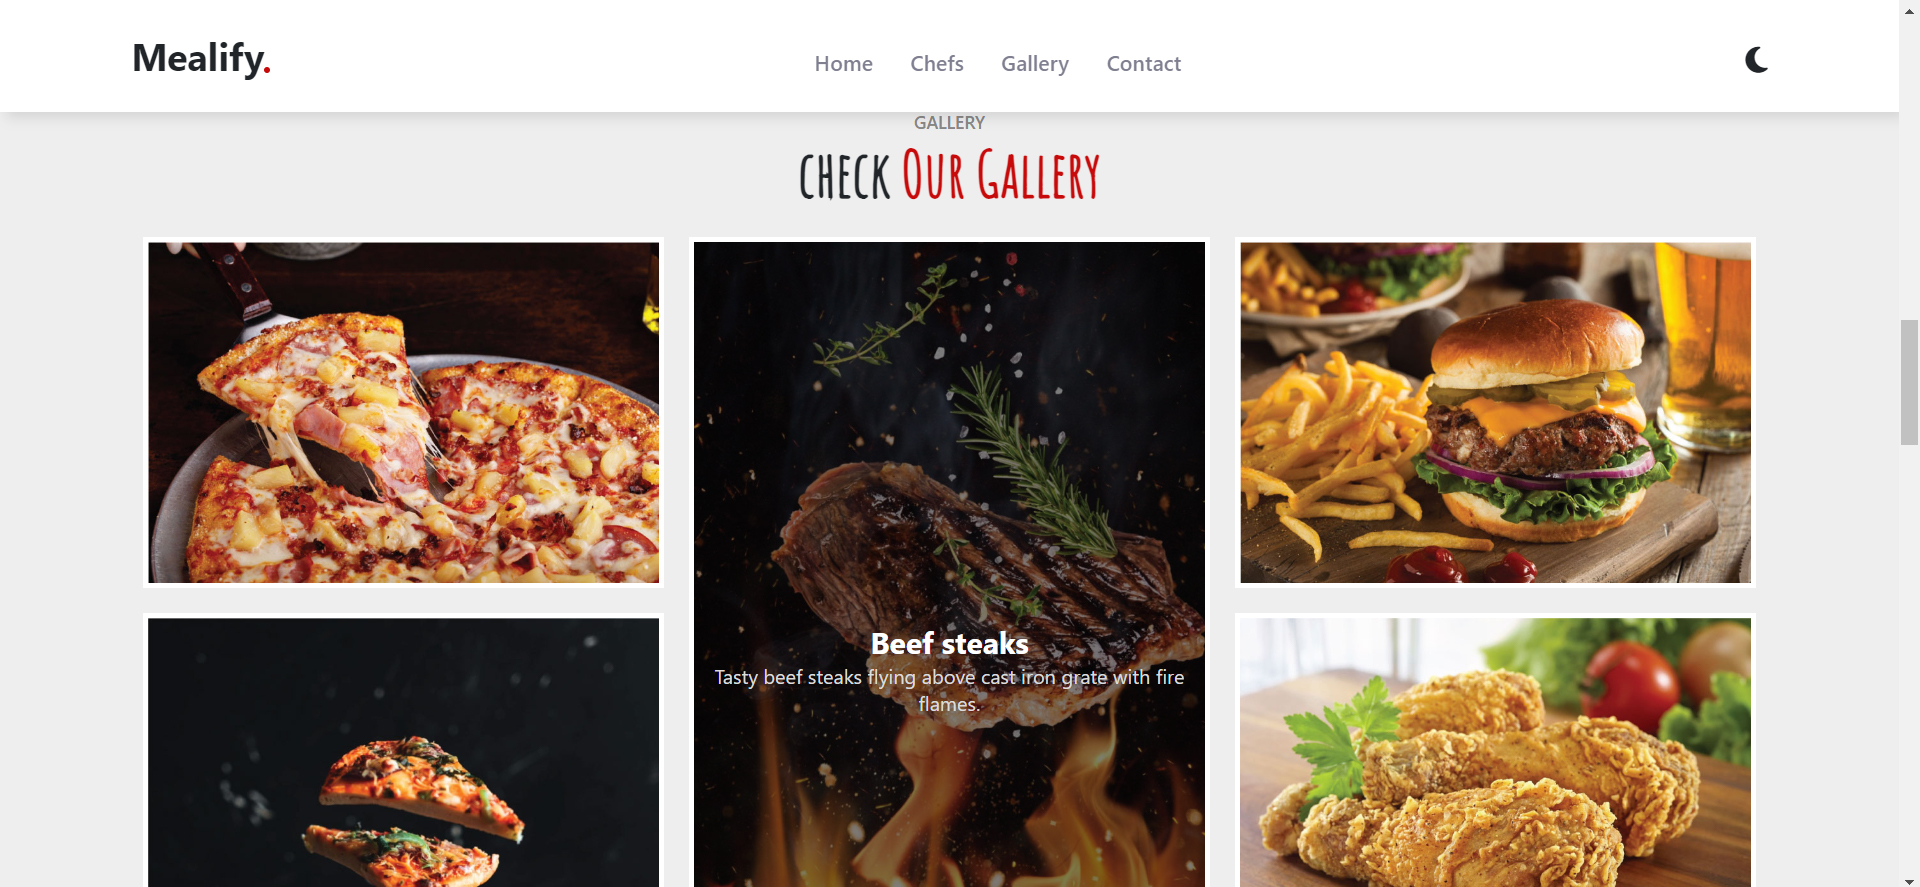 Mealify.
Home Chefs Gallery Contact
GALLERY
CHECK OUR GALLERY
Beef steaks
Tasty beef steaks flying above cast iron grate with fire
flames.